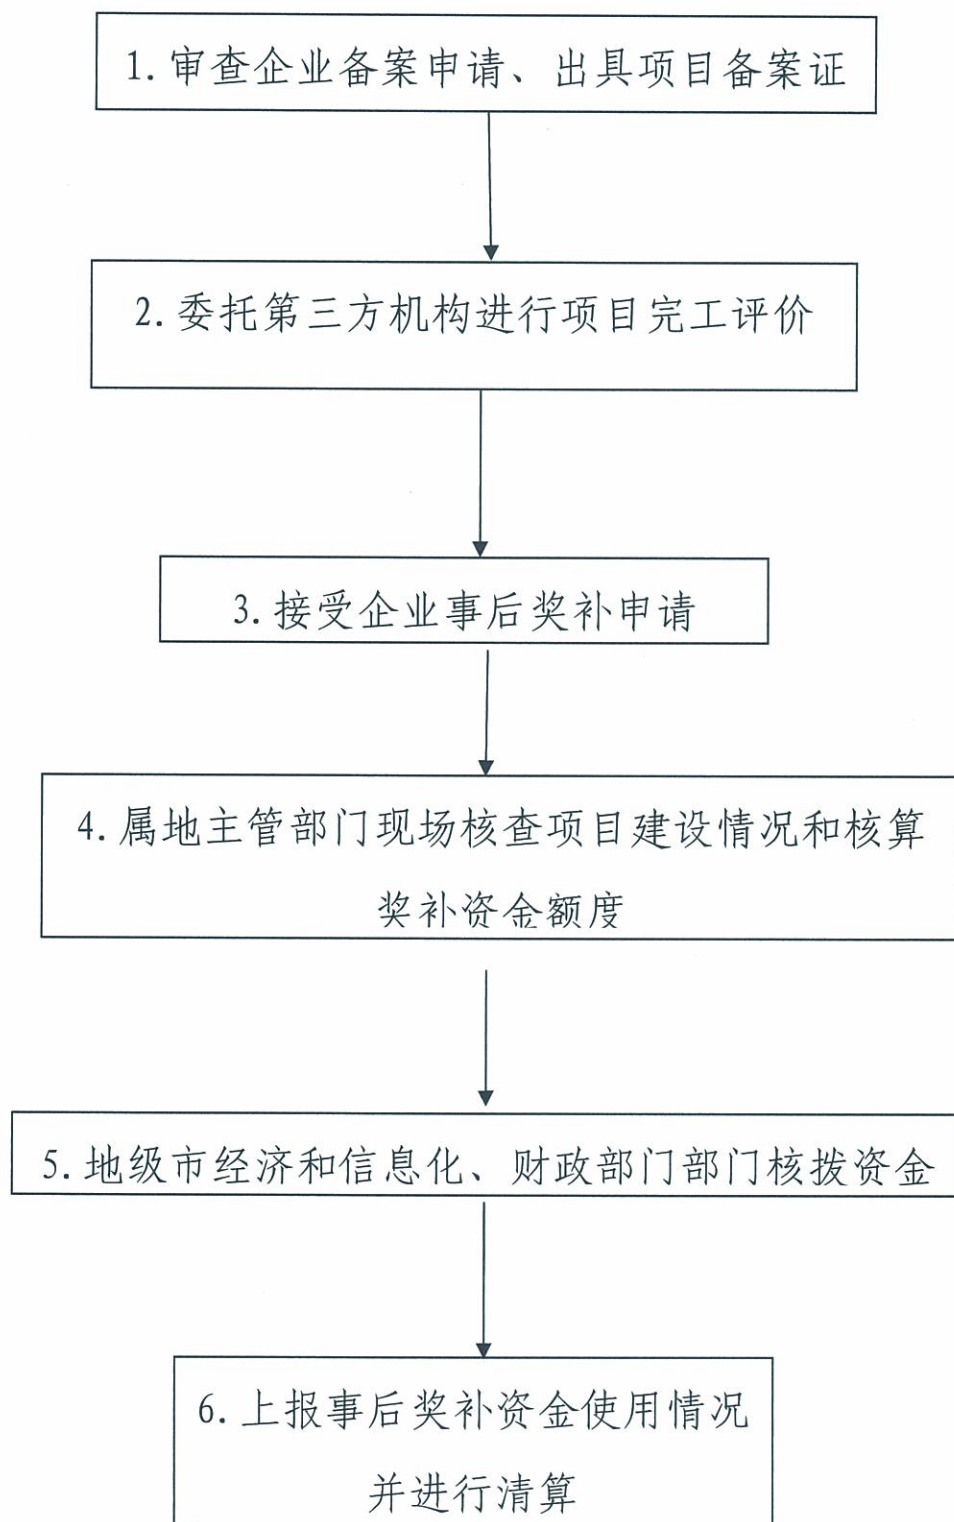 1. 审查企业备案申请、出具项目备案证
2. 委托第三方机构进行项目完工评价
3. 接受企业事后奖补申请
4. 属地主管部门现场核查项目建设情况和核算
奖补资金额度
5. 地级市经济和信息化、财政部门部门核拨资金
6. 上报事后奖补资金使用情况
并进行清算